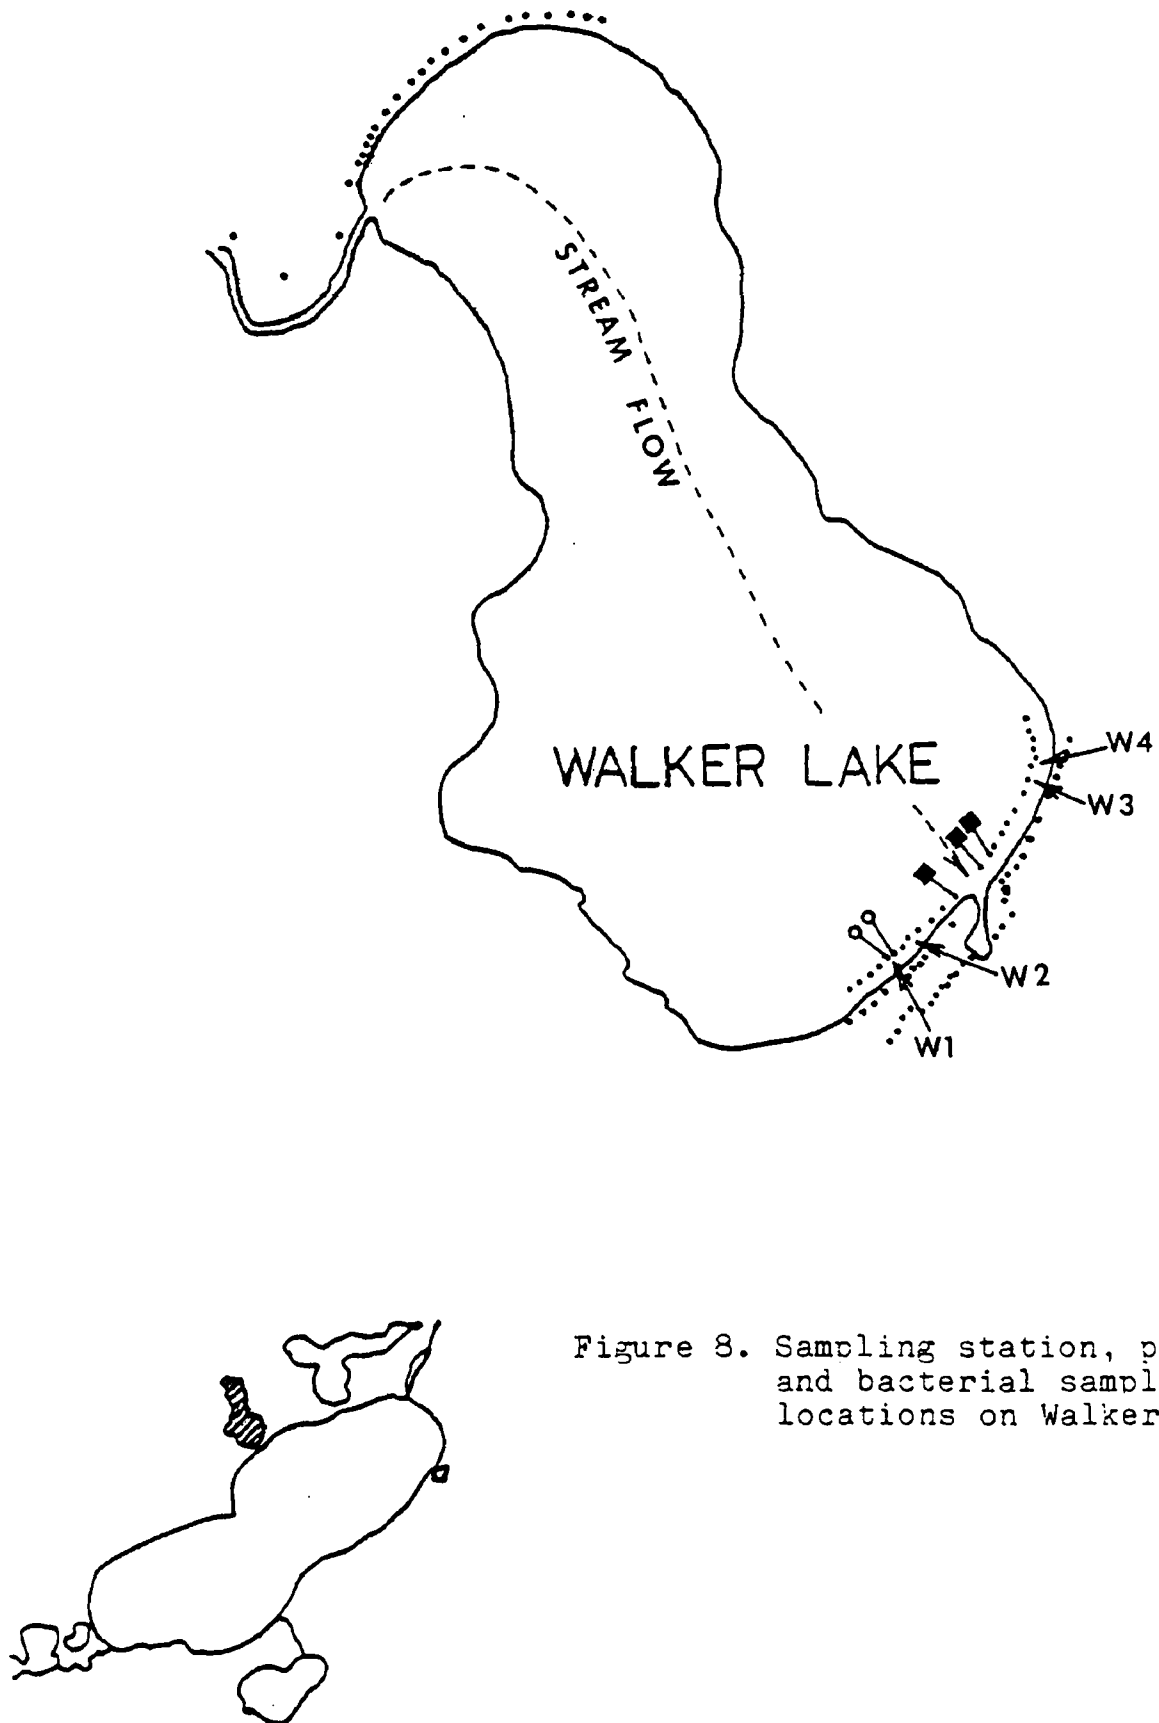 STREAM FLOW
WALKER LAKE
W4
W3
W2
W1
Figure 8. Sampling station, p
and bacterial sampl
locations on Walker